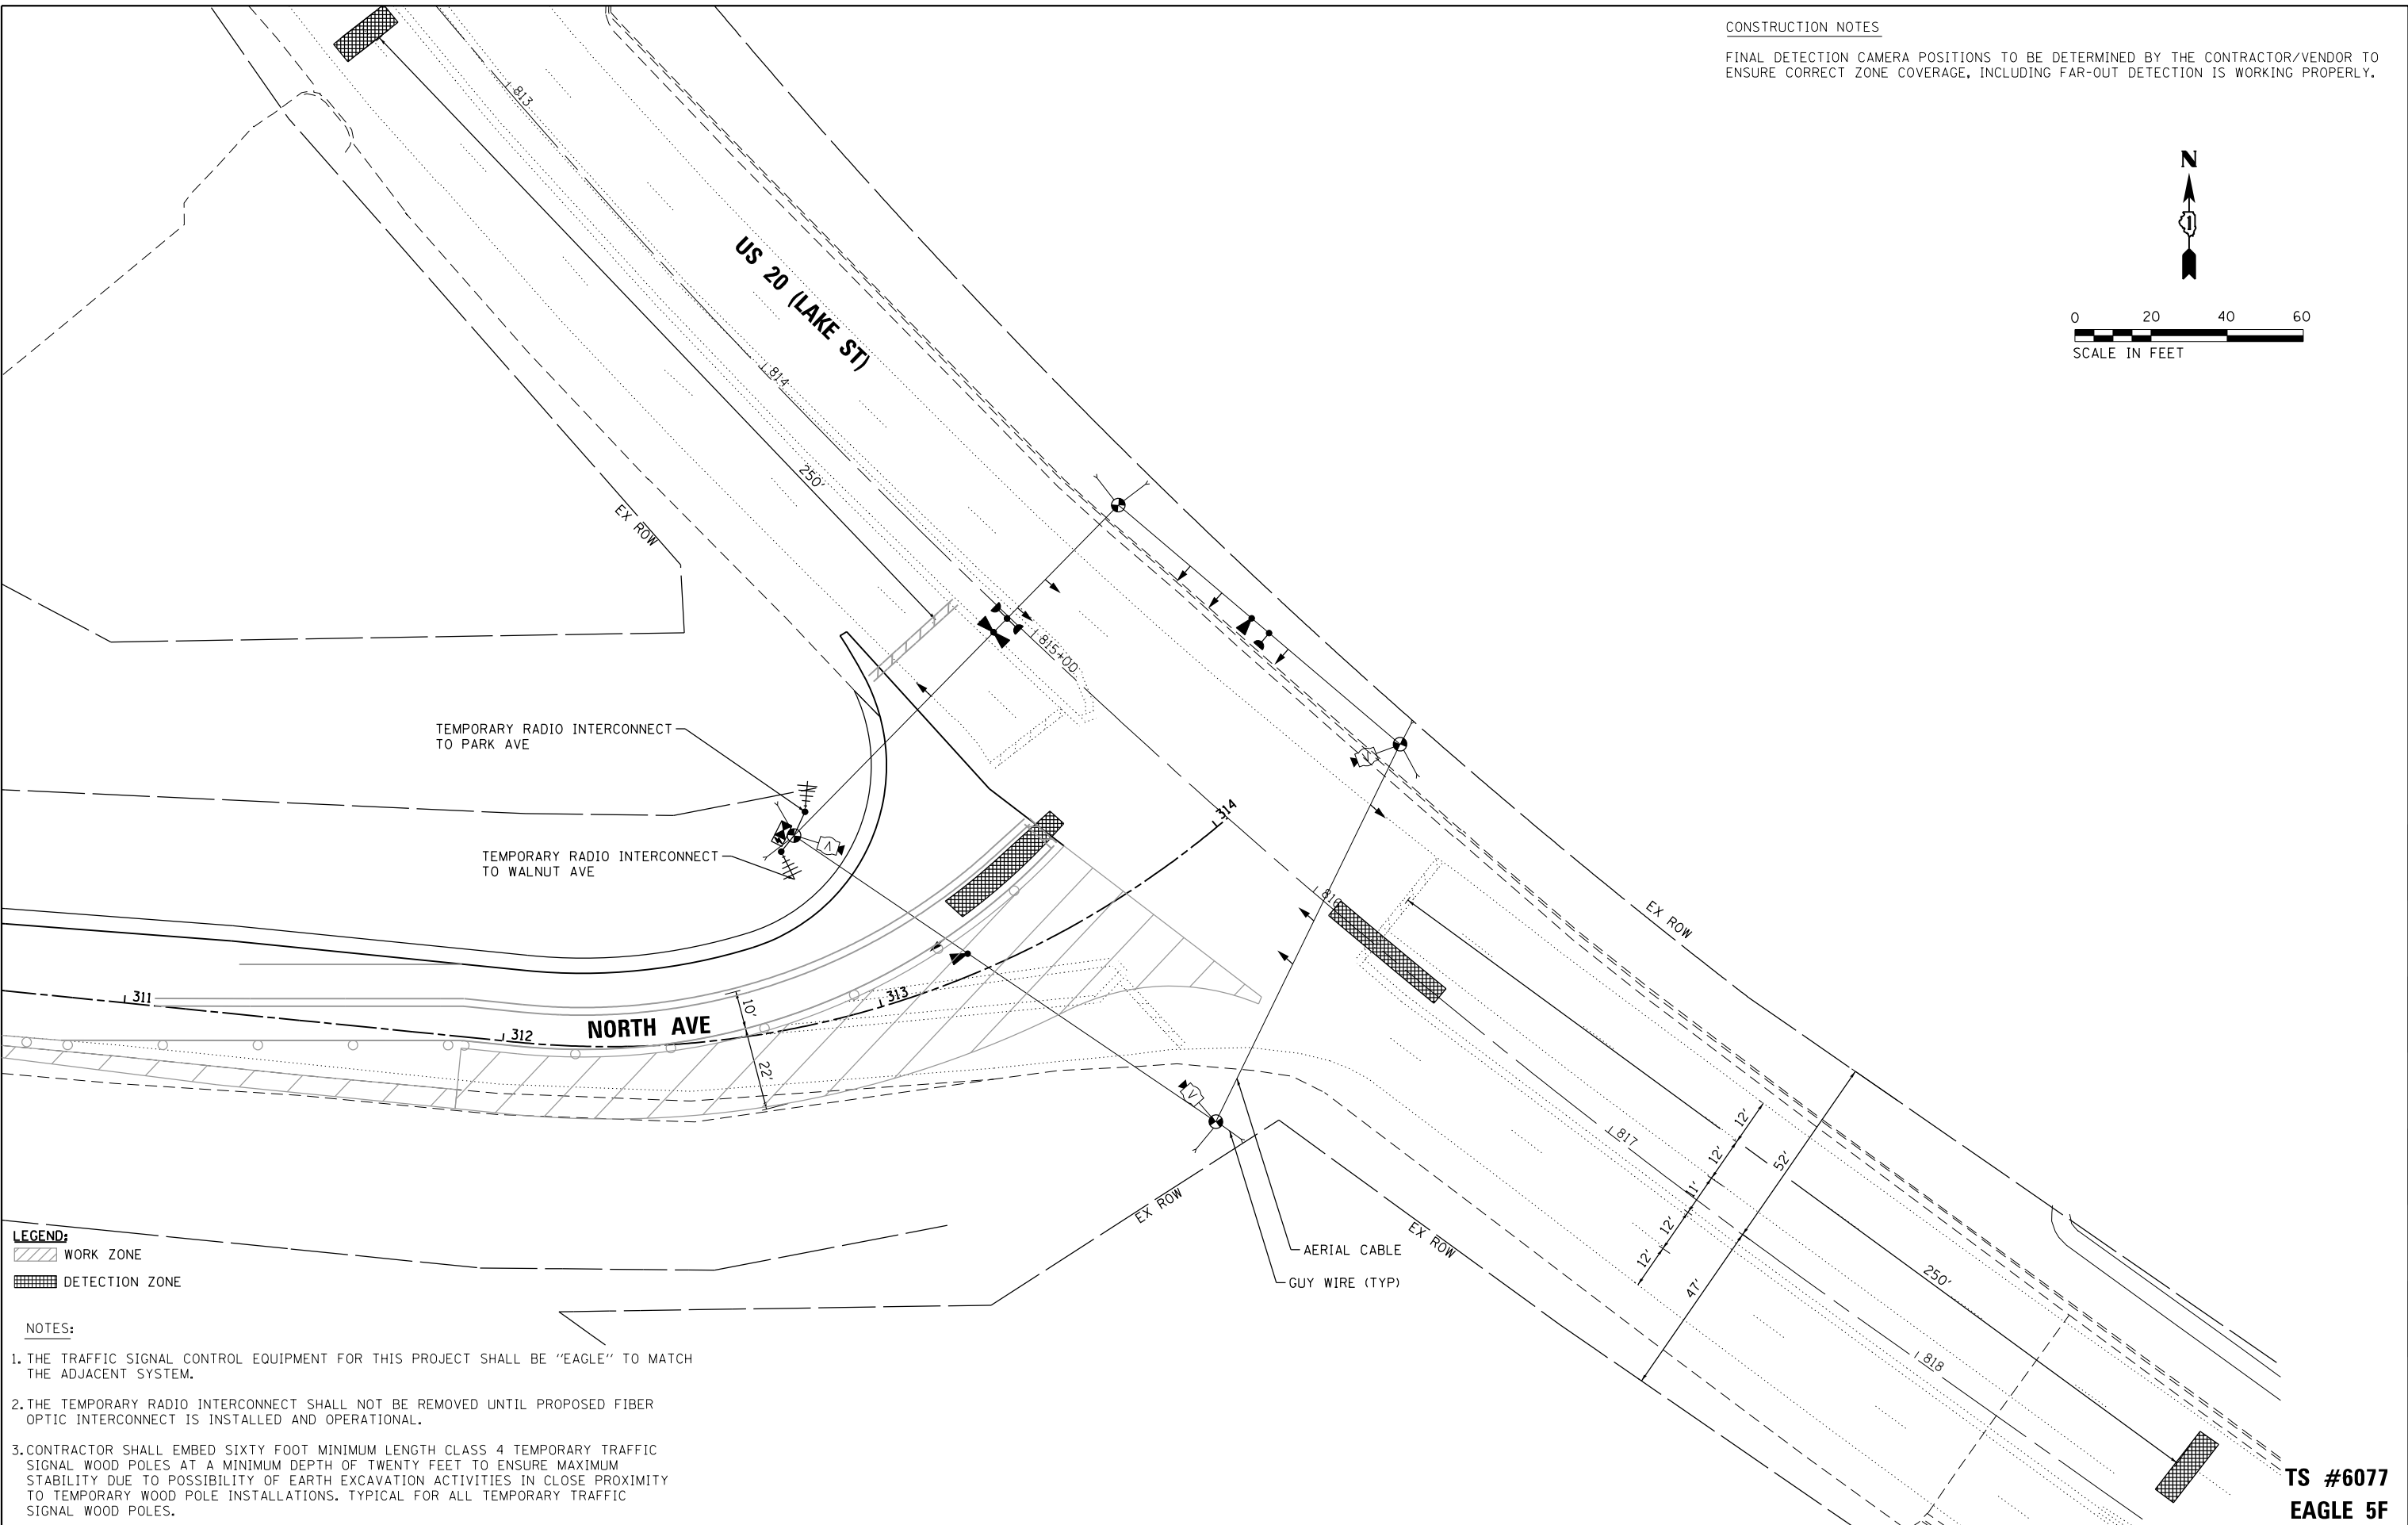 CONSTRUCTION NOTES
FINAL DETECTION CAMERA POSITIONS TO BE DETERMINED BY THE CONTRACTOR/VENDOR TO
ENSURE CORRECT ZONE COVERAGE, INCLUDING FAR-OUT DETECTION IS WORKING PROPERLY.
N
1
0 20 40 60
SCALE IN FEET
813
US 20 (LAKE ST)
814
250'
EX ROW
815+00
TEMPORARY RADIO INTERCONNECT
TO PARK AVE
TEMPORARY RADIO INTERCONNECT
TO WALNUT AVE
V
V
314
816
EX ROW
311
312
NORTH AVE
313
10'
22'
V
817
12'
12'
11'
12'
12'
52'
47'
EX ROW
EX ROW
AERIAL CABLE
GUY WIRE (TYP)
250'
818
LEGEND:
WORK ZONE
DETECTION ZONE
NOTES:
1. THE TRAFFIC SIGNAL CONTROL EQUIPMENT FOR THIS PROJECT SHALL BE "EAGLE" TO MATCH
THE ADJACENT SYSTEM.
2. THE TEMPORARY RADIO INTERCONNECT SHALL NOT BE REMOVED UNTIL PROPOSED FIBER
OPTIC INTERCONNECT IS INSTALLED AND OPERATIONAL.
3. CONTRACTOR SHALL EMBED SIXTY FOOT MINIMUM LENGTH CLASS 4 TEMPORARY TRAFFIC
SIGNAL WOOD POLES AT A MINIMUM DEPTH OF TWENTY FEET TO ENSURE MAXIMUM
STABILITY DUE TO POSSIBILITY OF EARTH EXCAVATION ACTIVITIES IN CLOSE PROXIMITY
TO TEMPORARY WOOD POLE INSTALLATIONS. TYPICAL FOR ALL TEMPORARY TRAFFIC
SIGNAL WOOD POLES.
TS #6077
EAGLE 5F